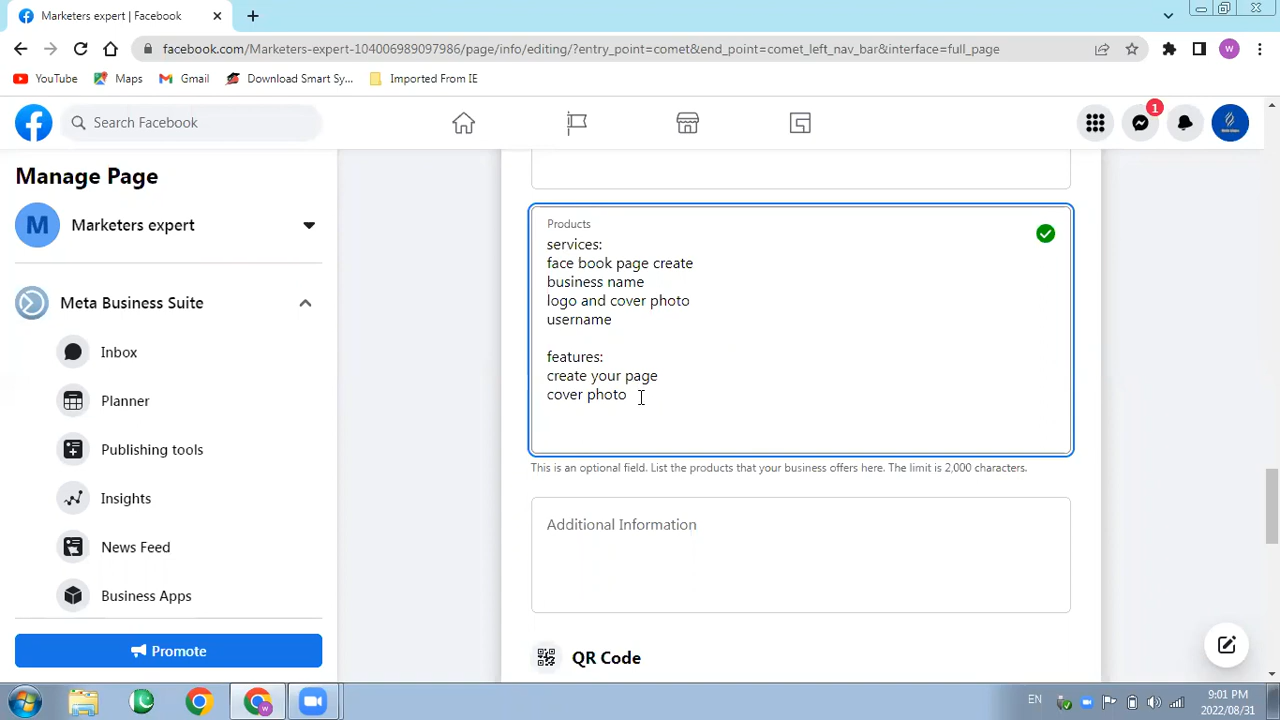 Marketers expert | Facebook
facebook.com/Marketers-expert-104006989097986/page/info/editing/?entry_point=comet&end_point=comet_left_nav_bar&interface=full_page
w
YouTube
Maps
Gmail
Download Smart Sy...
Imported From IE
Search Facebook
1
Manage Page
M
Marketers expert
Meta Business Suite
Inbox
Planner
Publishing tools
Insights
News Feed
Business Apps
Promote
Products
services:
face book page create
business name
logo and cover photo
username
features:
create your page
cover photo
This is an optional field. List the products that your business offers here. The limit is 2,000 characters.
Additional Information
QR Code
EN
9:01 PM
2022/08/31